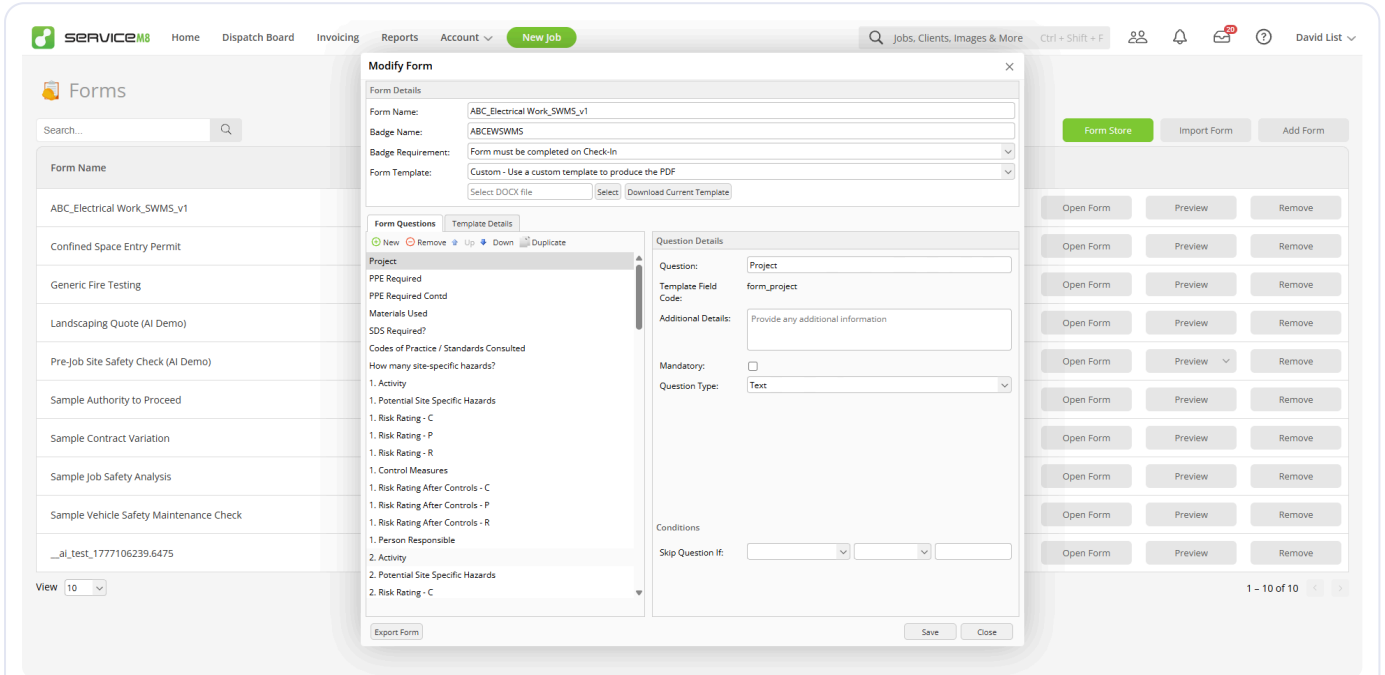 SERVICEM8 Home Dispatch Board Invoicing Reports Account New Job Jobs, Clients, Images & More Ctrl + Shift + F 20 David List
Forms
Search...
Form Store Import Form Add Form
Form Name
ABC_Electrical Work_SWMS_v1 Open Form Preview Remove
Confined Space Entry Permit Open Form Preview Remove
Generic Fire Testing Open Form Preview Remove
Landscaping Quote (AI Demo) Open Form Preview Remove
Pre-Job Site Safety Check (AI Demo) Open Form Preview Remove
Sample Authority to Proceed Open Form Preview Remove
Sample Contract Variation Open Form Preview Remove
Sample Job Safety Analysis Open Form Preview Remove
Sample Vehicle Safety Maintenance Check Open Form Preview Remove
__ai_test_1777106239.6475 Open Form Preview Remove
View 10
1 – 10 of 10
Modify Form
Form Details
Form Name: ABC_Electrical Work_SWMS_v1
Badge Name: ABCEWSWMS
Badge Requirement: Form must be completed on Check-In
Form Template: Custom - Use a custom template to produce the PDF
Select DOCX file Select Download Current Template
Form Questions Template Details
New Remove Up Down Duplicate
Project
PPE Required
PPE Required Contd
Materials Used
SDS Required?
Codes of Practice / Standards Consulted
How many site-specific hazards?
1. Activity
1. Potential Site Specific Hazards
1. Risk Rating - C
1. Risk Rating - P
1. Risk Rating - R
1. Control Measures
1. Risk Rating After Controls - C
1. Risk Rating After Controls - P
1. Risk Rating After Controls - R
1. Person Responsible
2. Activity
2. Potential Site Specific Hazards
2. Risk Rating - C
Question Details
Question: Project
Template Field
Code:
form_project
Additional Details: Provide any additional information
Mandatory:
Question Type: Text
Conditions
Skip Question If:
Export Form Save Close